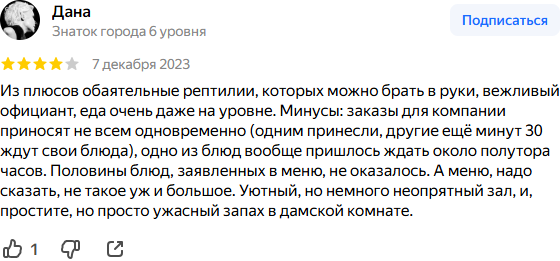 Дана
Подписаться
Знаток города 6 уровня
7 декабря 2023
Из плюсов обаятельные рептилии, которых можно брать в руки, вежливый
официант, еда очень даже на уровне. Минусы: заказы для компании
приносят не всем одновременно (одним принесли, другие ещё минут 30
ждут свои блюда), одно из блюд вообще пришлось ждать около полутора
часов. Половины блюд, заявленных в меню, не оказалось. А меню, надо
сказать, не такое уж и большое. Уютный, но немного неопрятный зал, и,
простите, но просто ужасный запах в дамской комнате.
1